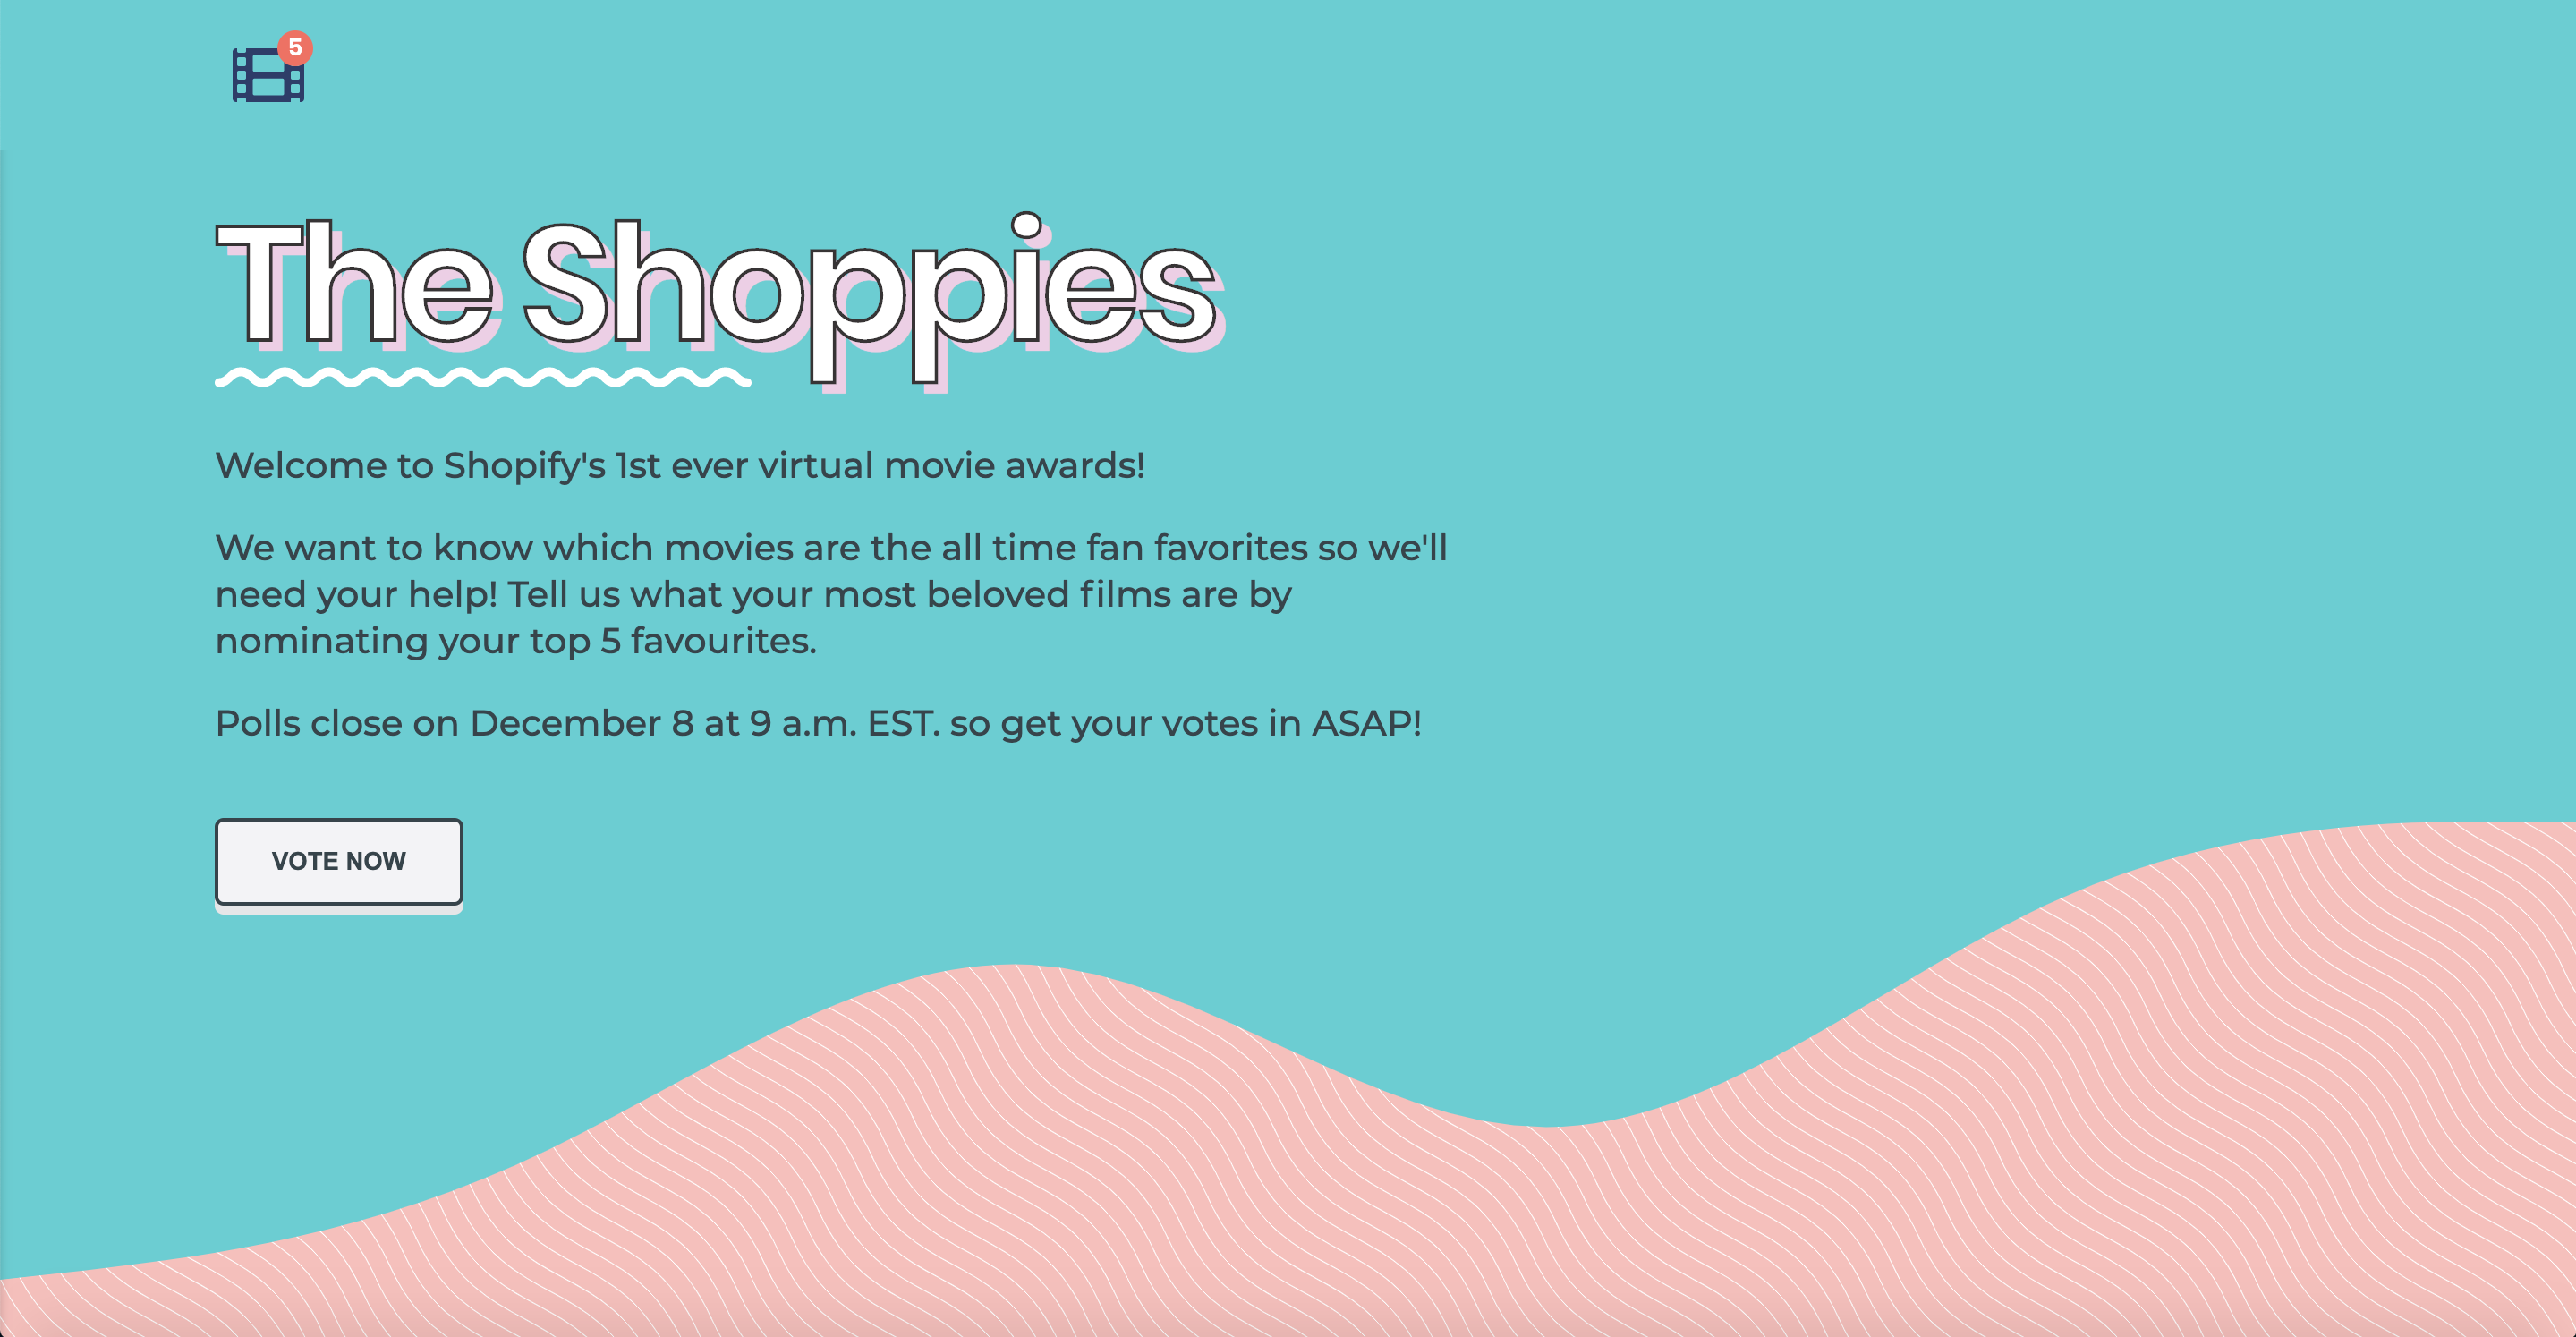 5
The Shoppies
Welcome to Shopify's 1st ever virtual movie awards!
We want to know which movies are the all time fan favorites so we'll
need your help! Tell us what your most beloved films are by
nominating your top 5 favourites.
Polls close on December 8 at 9 a.m. EST. so get your votes in ASAP!
VOTE NOW